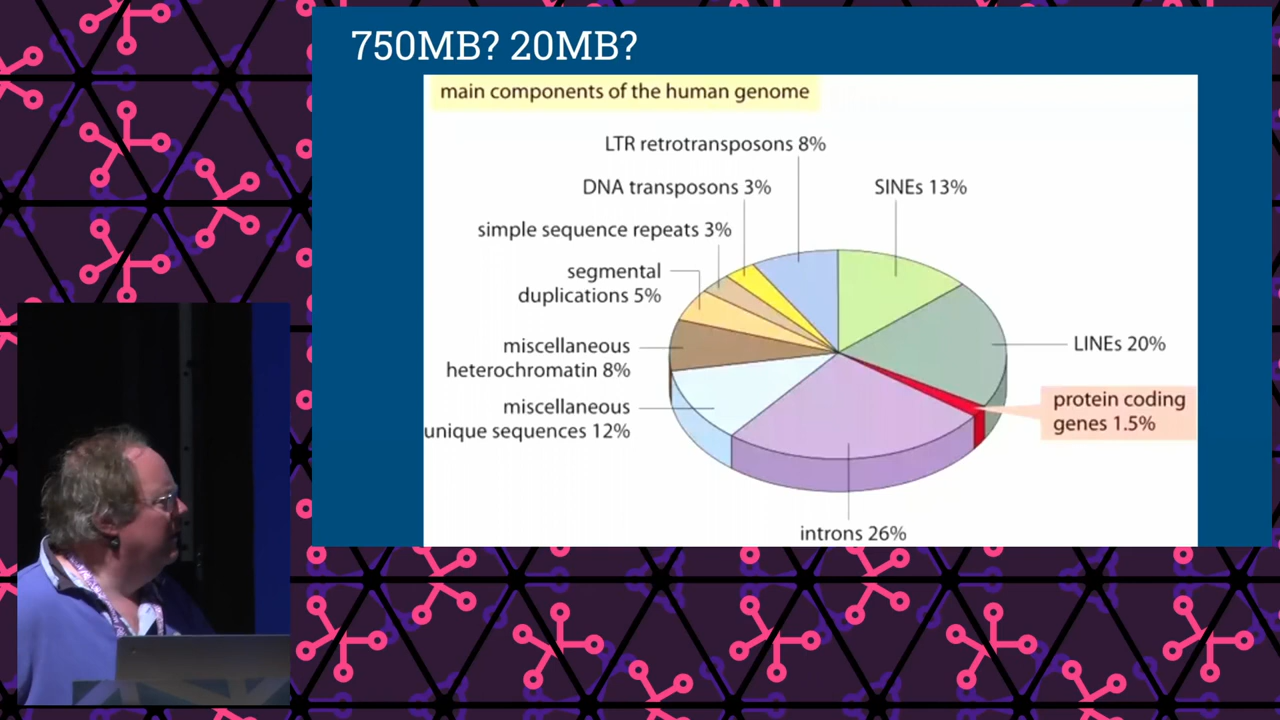 750MB? 20MB?
main components of the human genome
LTR retrotransposons 8%
DNA transposons 3%
SINEs 13%
simple sequence repeats 3%
segmental
duplications 5%
miscellaneous
heterochromatin 8%
LINEs 20%
miscellaneous
unique sequences 12%
protein coding
genes 1.5%
introns 26%